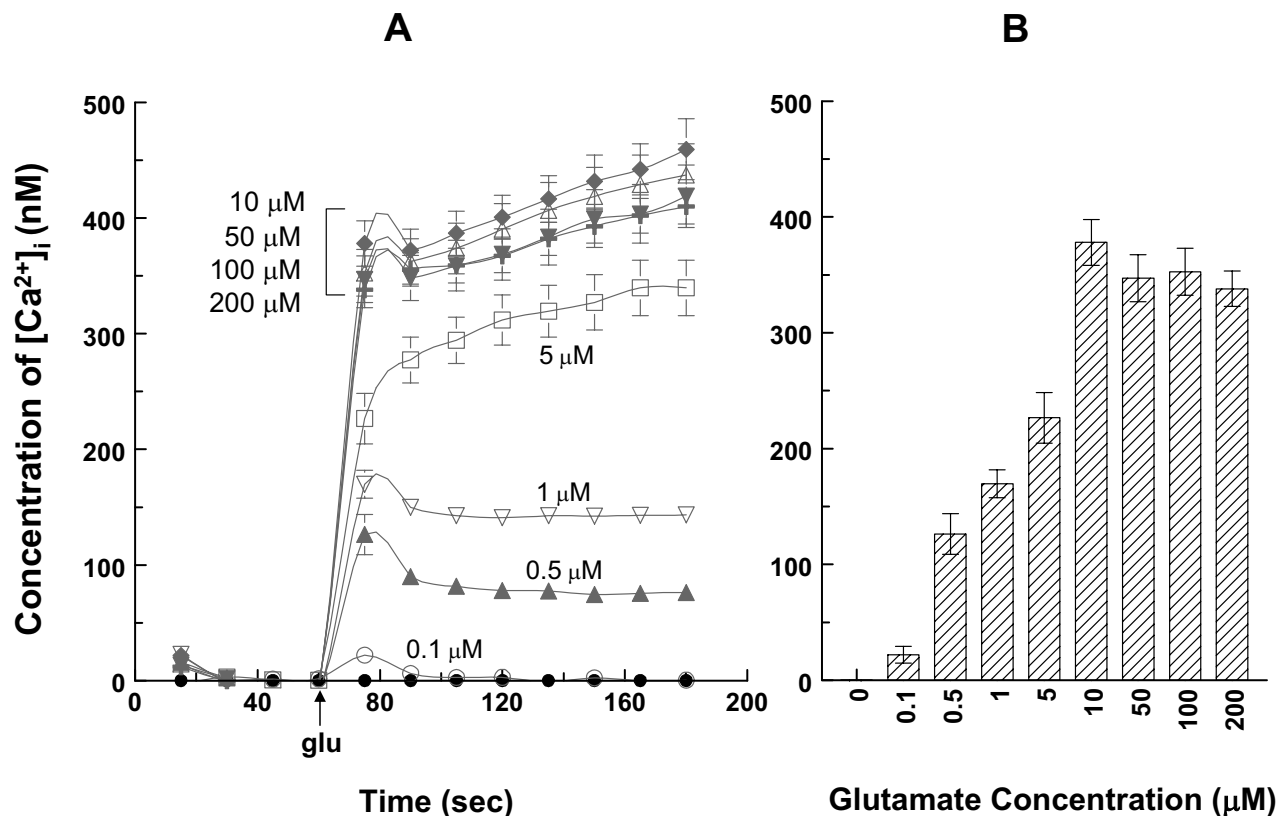 A
B
Concentration of [Ca²⁺]ᵢ (nM)
500
400
300
200
100
0
10 μM
50 μM
100 μM
200 μM
5 μM
1 μM
0.5 μM
0.1 μM
0
40
80
120
160
200
glu
Time (sec)
500
400
300
200
100
0
0
0.1
0.5
1
5
10
50
100
200
Glutamate Concentration (μM)